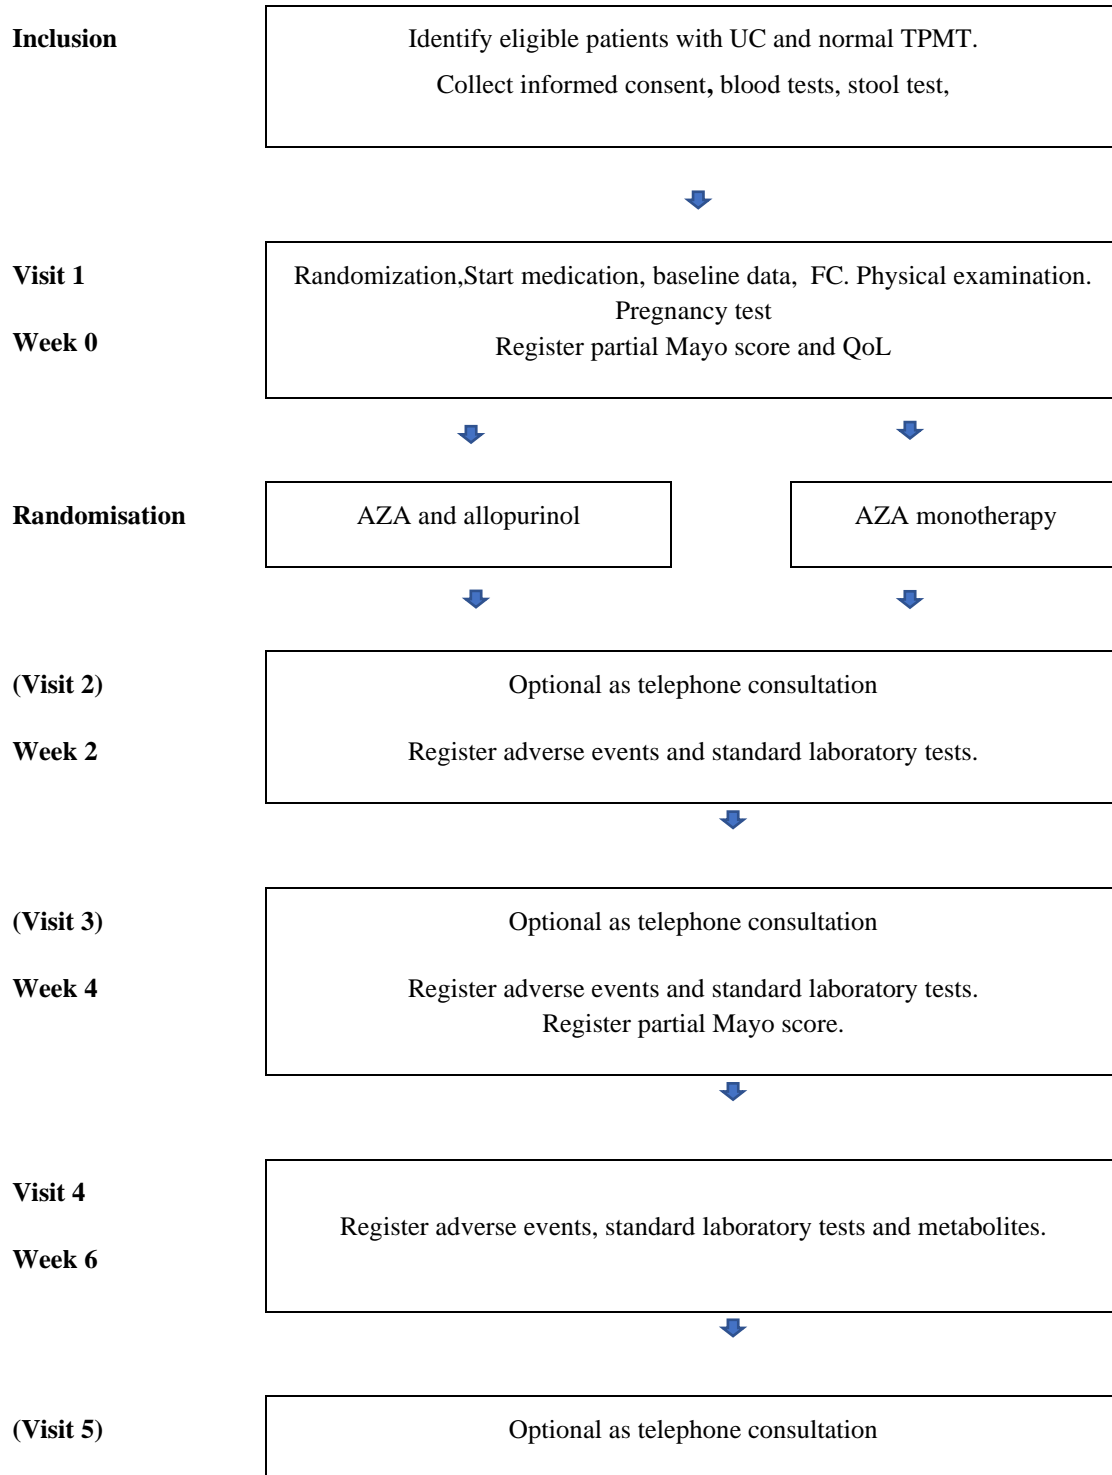 Inclusion
Identify eligible patients with UC and normal TPMT.
Collect informed consent, blood tests, stool test,
Visit 1
Week 0
Randomization,Start medication, baseline data, FC. Physical examination.
Pregnancy test
Register partial Mayo score and QoL
Randomisation
AZA and allopurinol
AZA monotherapy
(Visit 2)
Week 2
Optional as telephone consultation
Register adverse events and standard laboratory tests.
(Visit 3)
Week 4
Optional as telephone consultation
Register adverse events and standard laboratory tests.
Register partial Mayo score.
Visit 4
Week 6
Register adverse events, standard laboratory tests and metabolites.
(Visit 5)
Optional as telephone consultation